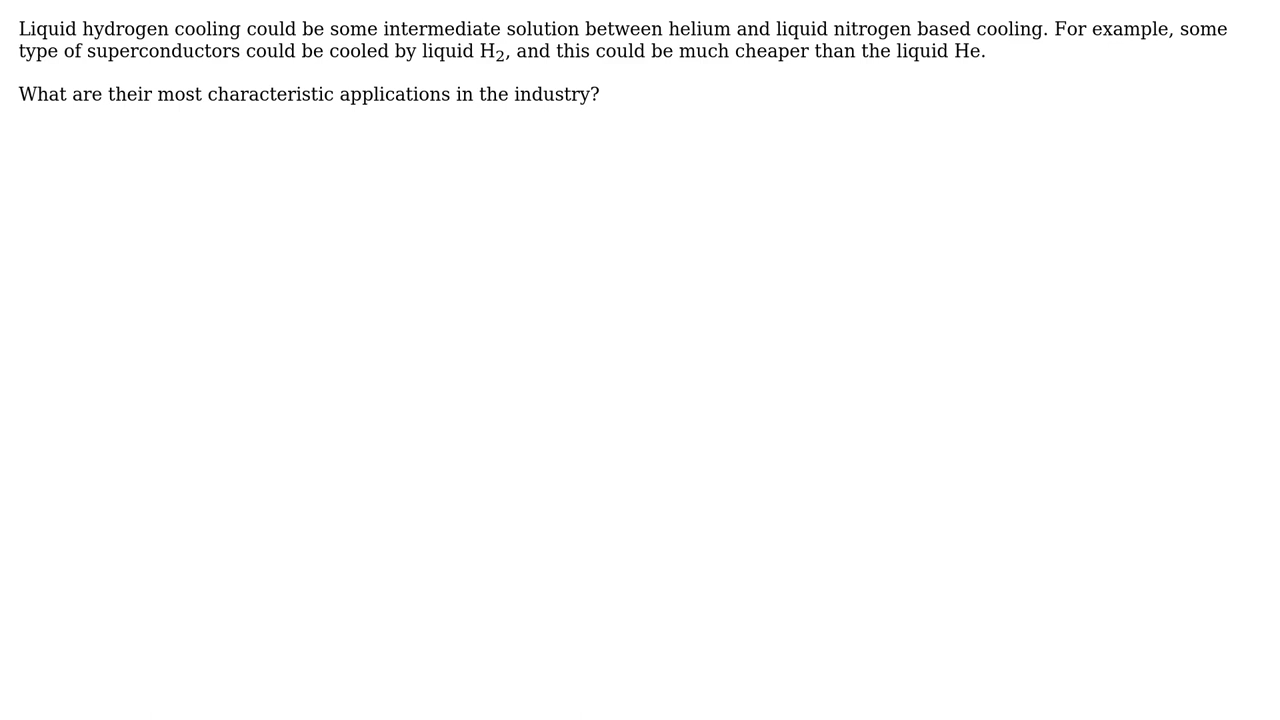 Liquid hydrogen cooling could be some intermediate solution between helium and liquid nitrogen based cooling. For example, some
type of superconductors could be cooled by liquid H₂, and this could be much cheaper than the liquid He.
What are their most characteristic applications in the industry?